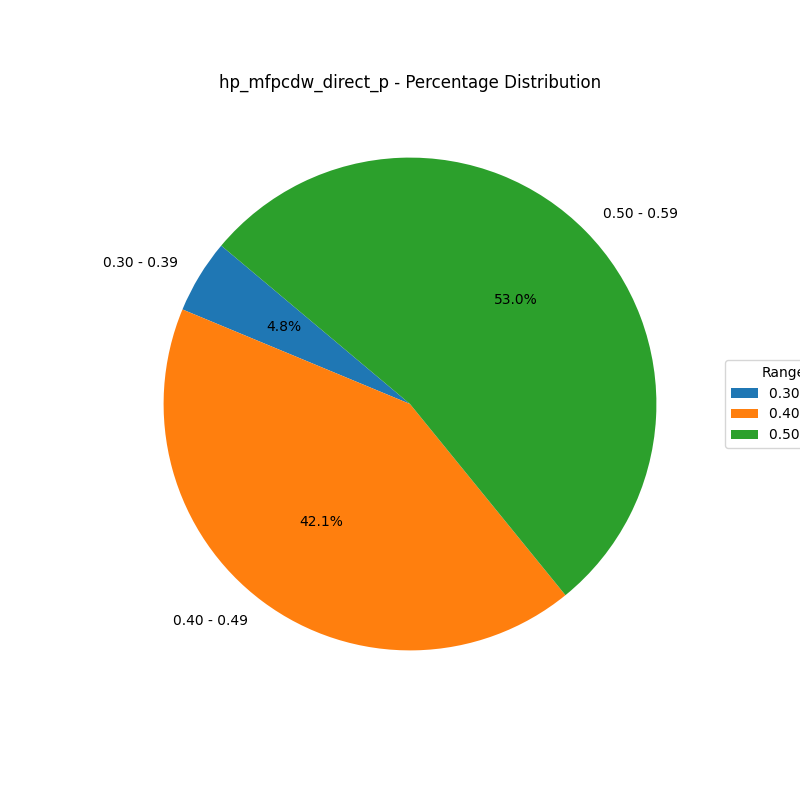 hp_mfpcdw_direct_p - Percentage Distribution
0.50 - 0.59
0.30 - 0.39
53.0%
4.8%
Range
0.30
0.40
0.50
42.1%
0.40 - 0.49